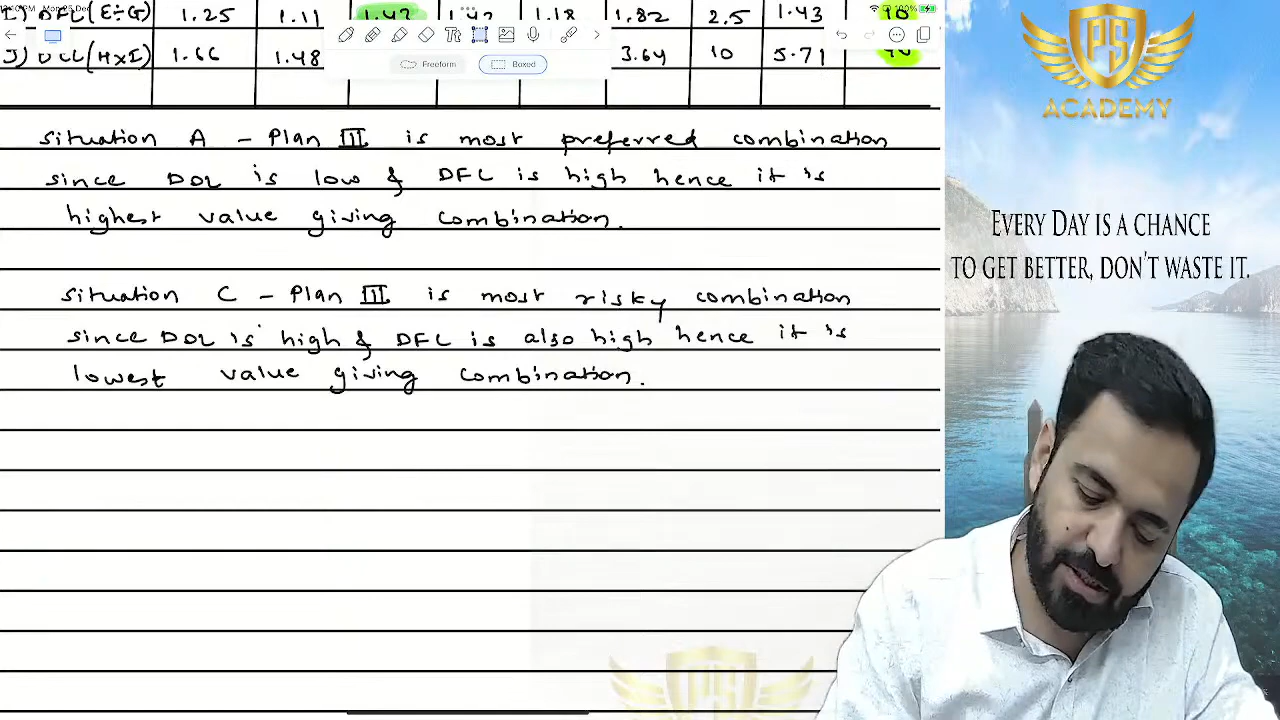 I) DFL (E÷G) 1.25 1.11 1.42 1.42 1.18 1.82 2.5 1.43 10
J) DCL (H×I) 1.66 1.48 3.64 10 5.71
Freeform Boxed
situation A - Plan III is most preferred combination
since DOL is low & DFL is high hence it is
highest value giving combination.
situation C - Plan III is most risky combination
since DOL is high & DFL is also high hence it is
lowest value giving combination.
PS
ACADEMY
EVERY DAY IS A CHANCE
TO GET BETTER, DON'T WASTE IT.
PS